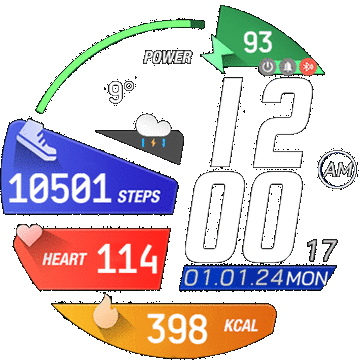 POWER 93
9°
12
00
AM
10501 STEPS
HEART 114
17
01.01.24 MON
398 KCAL